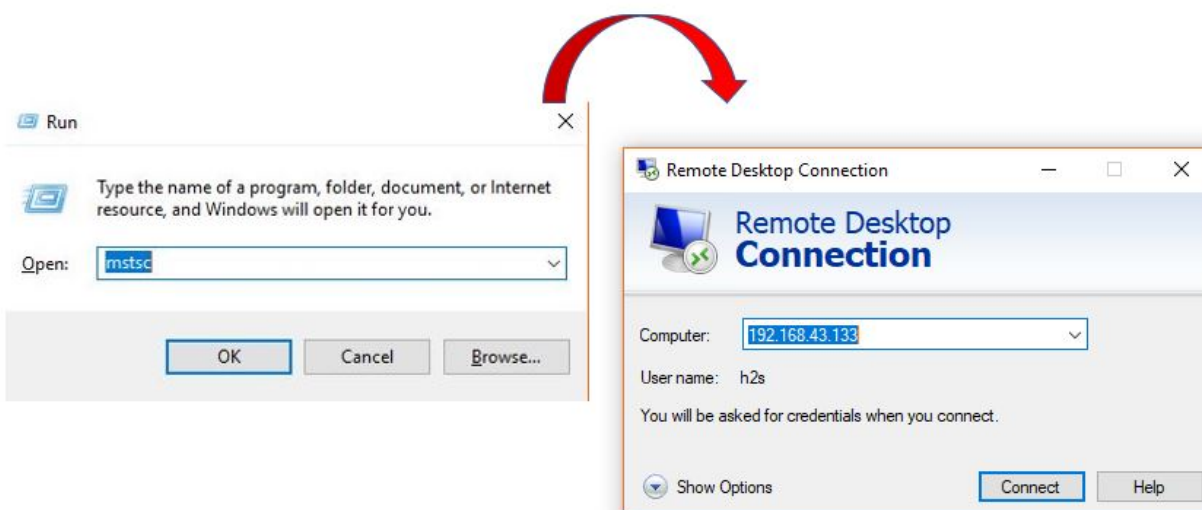 Run
Type the name of a program, folder, document, or Internet
resource, and Windows will open it for you.
Open: mstsc
OK Cancel Browse...
Remote Desktop Connection
Remote Desktop
Connection
Computer: 192.168.43.133
User name: h2s
You will be asked for credentials when you connect.
Show Options Connect Help